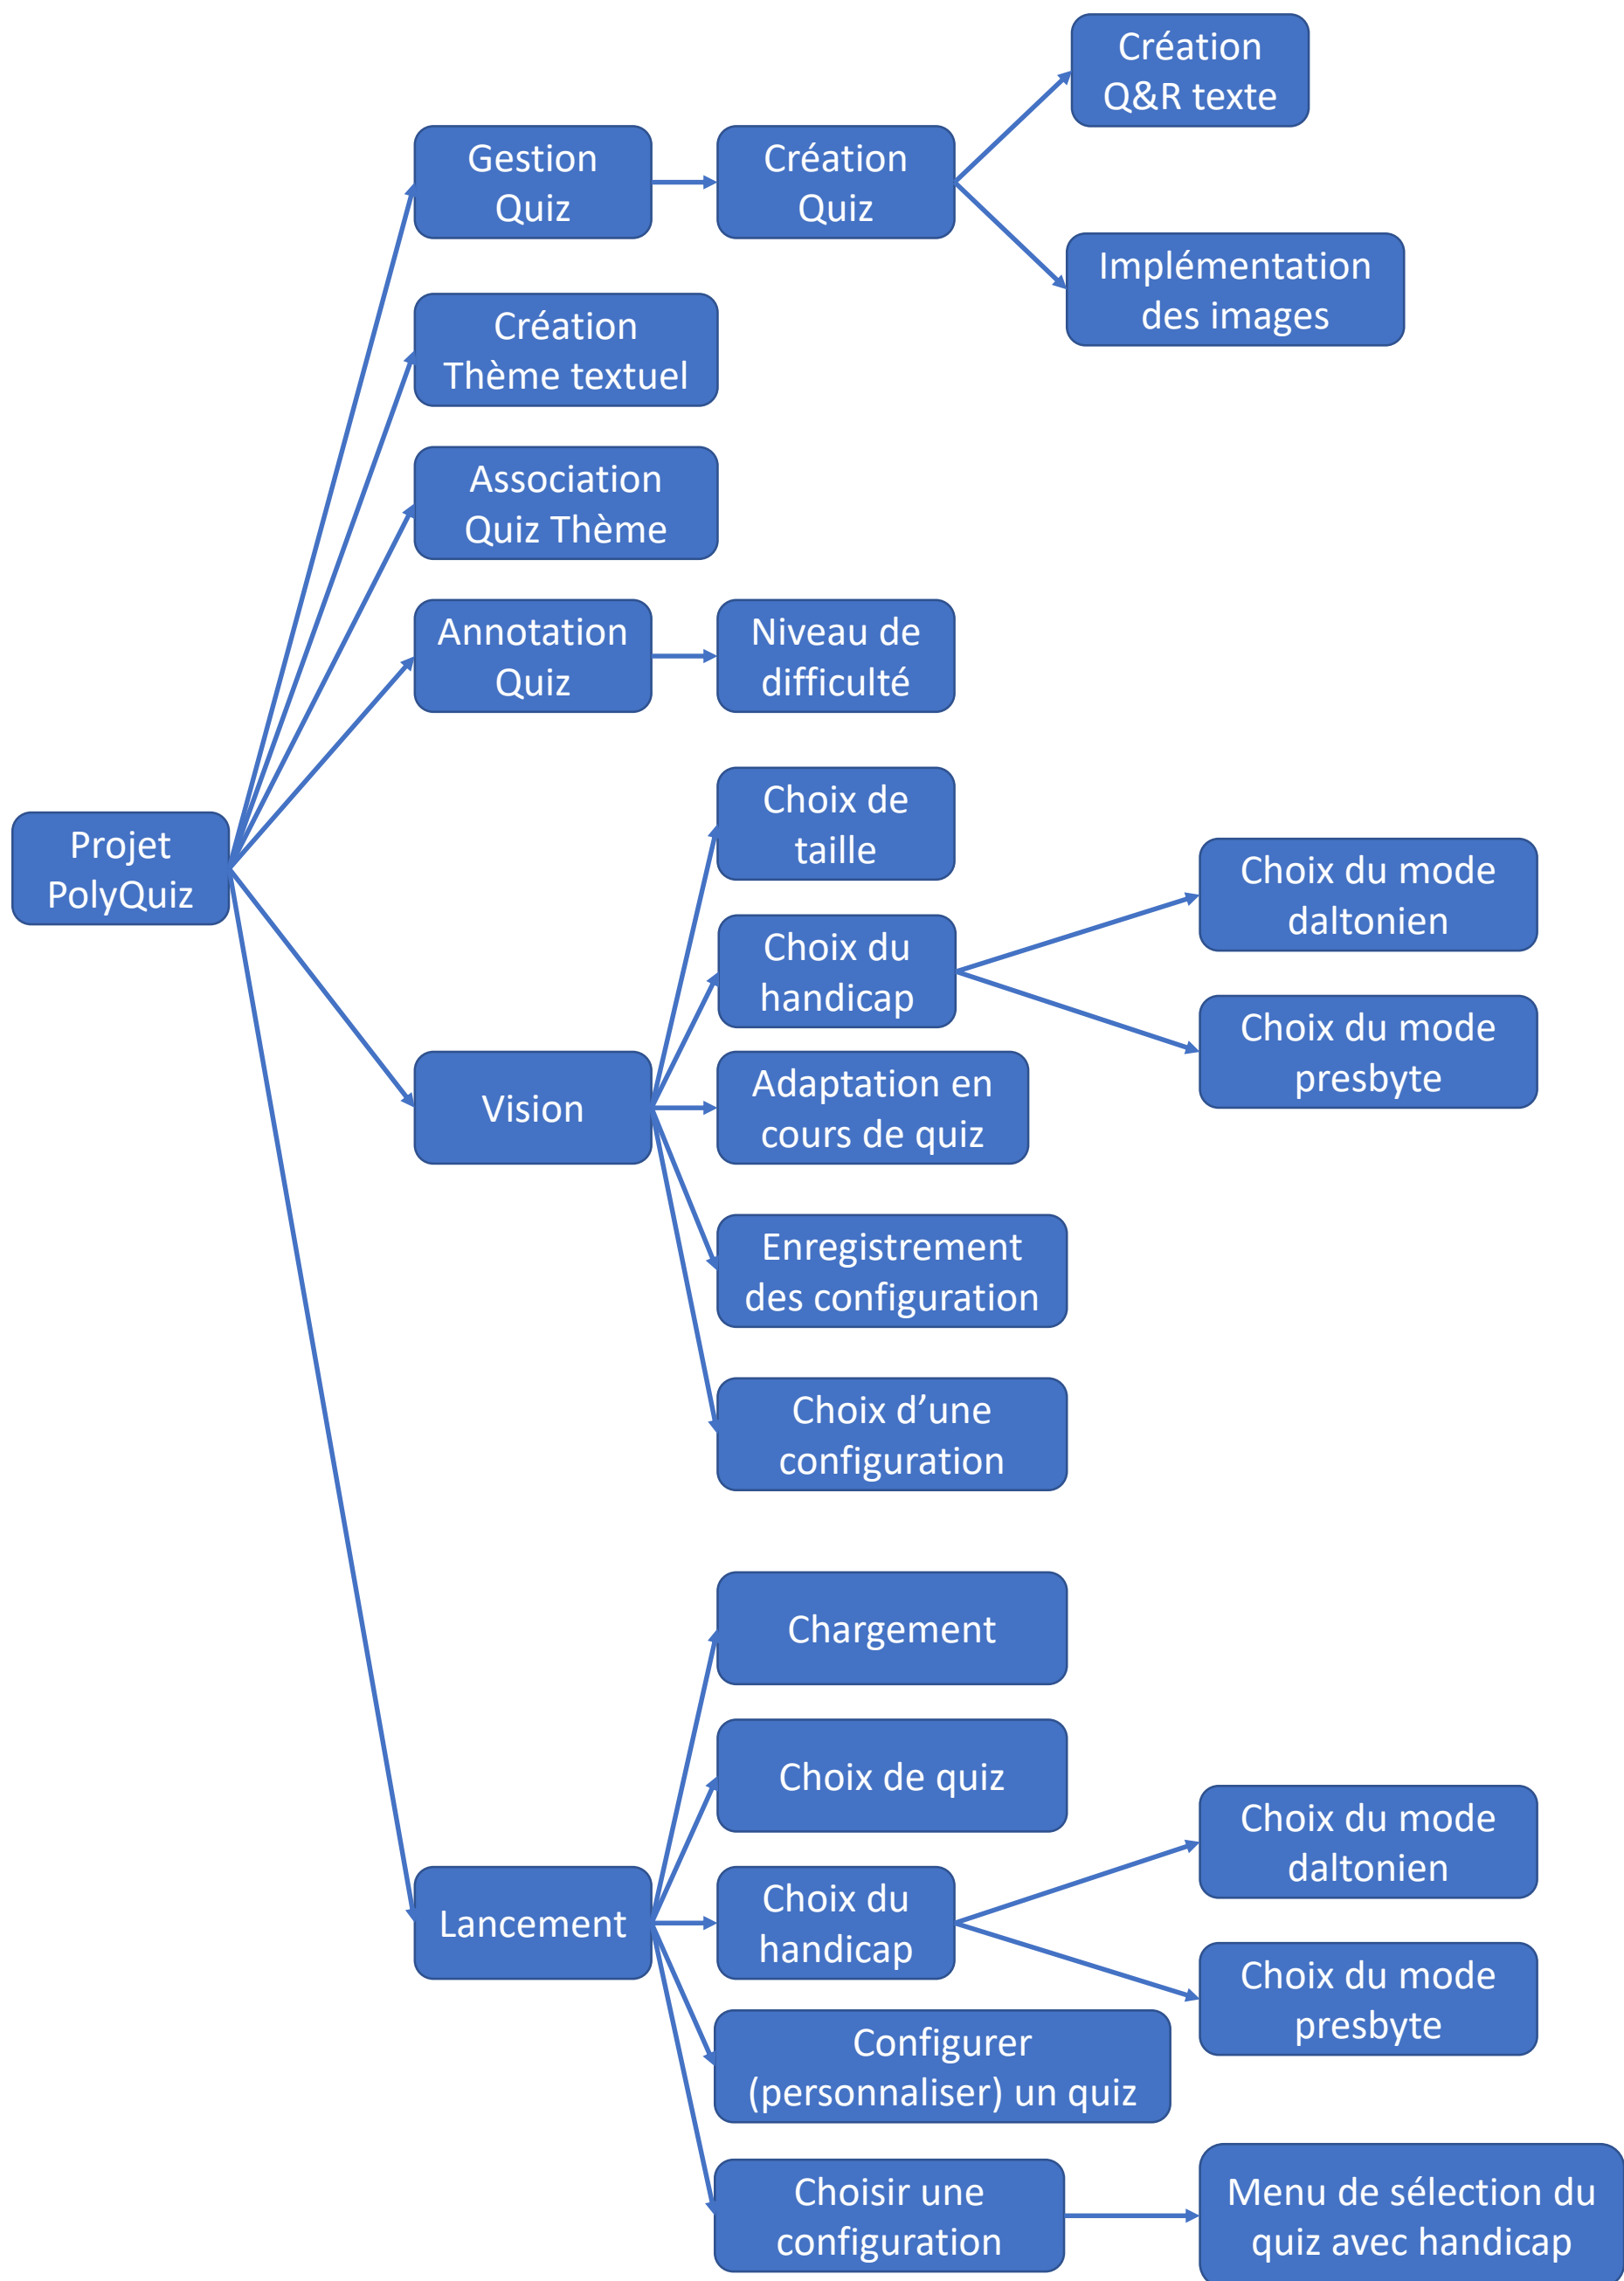 Création
Q&R texte
Gestion
Quiz
Création
Quiz
Implémentation
des images
Création
Thème textuel
Association
Quiz Thème
Annotation
Quiz
Niveau de
difficulté
Projet
PolyQuiz
Choix de
taille
Choix du
handicap
Choix du mode
daltonien
Choix du mode
presbyte
Vision
Adaptation en
cours de quiz
Enregistrement
des configuration
Choix d’une
configuration
Chargement
Choix de quiz
Lancement
Choix du
handicap
Choix du mode
daltonien
Choix du mode
presbyte
Configurer
(personnaliser) un quiz
Choisir une
configuration
Menu de sélection du
quiz avec handicap